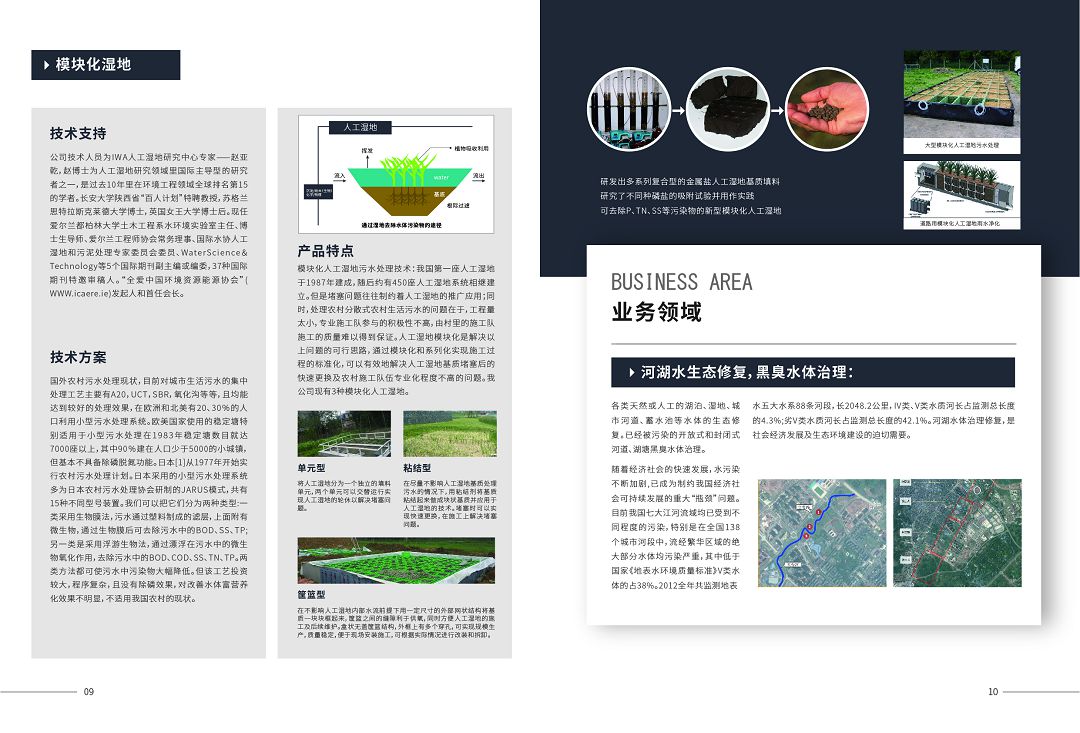 模块化湿地
技术支持
公司技术人员为IWA人工湿地研究中心专家——赵亚
乾,赵博士为人工湿地研究领域里国际主导型的研究
者之一,是过去10年里在环境工程领域全球排名第15
的学者。长安大学陕西省“百人计划”特聘教授,苏格兰
思特拉斯克莱德大学博士,英国女王大学博士后。现任
爱尔兰都柏林大学土木工程系水环境实验室主任、博
士生导师、爱尔兰工程师协会常务理事、国际水协人工
湿地和污泥处理专家委员会委员、WaterScience&
Technology等5个国际期刊副主编或编委,37种国际
期刊特邀审稿人。“全爱中国环境资源能源协会”(
WWW.icaere.ie)发起人和首任会长。
技术方案
国外农村污水处理现状,目前对城市生活污水的集中
处理工艺主要有A20,UCT,SBR,氧化沟等等,且均能
达到较好的处理效果,在欧洲和北美有20、30%的人
口利用小型污水处理系统。欧美国家使用的稳定塘特
别适用于小型污水处理在1983年稳定塘数目就达
7000座以上,其中90%建在人口少于5000的小城镇,
但基本不具备除磷脱氮功能。日本[1]从1977年开始实
行农村污水处理计划。日本采用的小型污水处理系统
多为日本农村污水处理协会研制的JARUS模式,共有
15种不同型号装置。我们可以把它们分为两种类型:一
类采用生物膜法,污水通过塑料制成的滤层,上面附有
微生物,通过生物膜后可去除污水中的BOD、SS、TP;
另一类是采用浮游生物法,通过漂浮在污水中的微生
物氧化作用,去除污水中的BOD、COD、SS、TN、TP。两
类方法都可使污水中污染物大幅降低。但该工艺投资
较大,程序复杂,且没有除磷效果,对改善水体富营养
化效果不明显,不适用我国农村的现状。
人工湿地
挥发
植物吸收利用
流入
water
流出
基质
根际过滤
通过湿地去除水体污染物的途径
产品特点
模块化人工湿地污水处理技术:我国第一座人工湿地
于1987年建成,随后约有450座人工湿地系统相继建
立。但是堵塞问题往往制约着人工湿地的推广应用;同
时,处理农村分散式农村生活污水的问题在于,工程量
太小,专业施工队参与的积极性不高,由村里的施工队
施工的质量难以得到保证。人工湿地模块化是解决以
上问题的可行思路,通过模块化和系列化实现施工过
程的标准化,可以有效地解决人工湿地基质堵塞后的
快速更换及农村施工队伍专业化程度不高的问题。我
公司现有3种模块化人工湿地。
单元型
将人工湿地分为一个独立的填料
单元,两个单元可以交替运行实
现人工湿地的轮休以解决堵塞问
题。
粘结型
在尽量不影响人工湿地基质处理
污水的情况下,用粘结剂将基质
粘结起来做成块状基质并应用于
人工湿地的技术。堵塞时可以实
现快速更换,在施工上解决堵塞
问题。
筐篮型
在不影响人工湿地内部水流前提下用一定尺寸的外部网状结构将基
质一块块框起来,筐篮之间的缝隙利于供氧,同时方便人工湿地的施
工及后续维护。盒状无盖筐篮结构,外框上有多个穿孔,可实现规模生
产,质量稳定,便于现场安装施工,可根据实际情况进行改装和拆卸。
09
研发出多系列复合型的金属盐人工湿地基质填料
研究了不同种磷盐的吸附试验并用作实践
可去除P、TN、SS等污染物的新型模块化人工湿地
大型模块化人工湿地污水处理
道路用模块化人工湿地雨水净化
BUSINESS AREA
业务领域
河湖水生态修复,黑臭水体治理:
各类天然或人工的湖泊、湿地、城
市河道、蓄水池等水体的生态修
复。已经被污染的开放式和封闭式
河道、湖塘黑臭水体治理。
随着经济社会的快速发展,水污染
不断加剧,已成为制约我国经济社
会可持续发展的重大“瓶颈”问题。
目前我国七大江河流域均已受到不
同程度的污染,特别是在全国138
个城市河段中,流经繁华区域的绝
大部分水体均污染严重,其中低于
国家《地表水环境质量标准》V类水
体的占38%。2012全年共监测地表
水五大水系88条河段,长2048.2公里,IV类、V类水质河长占监测总长度
的4.3%;劣V类水质河长占监测总长度的42.1%。河湖水体治理修复,是
社会经济发展及生态环境建设的迫切需要。
10